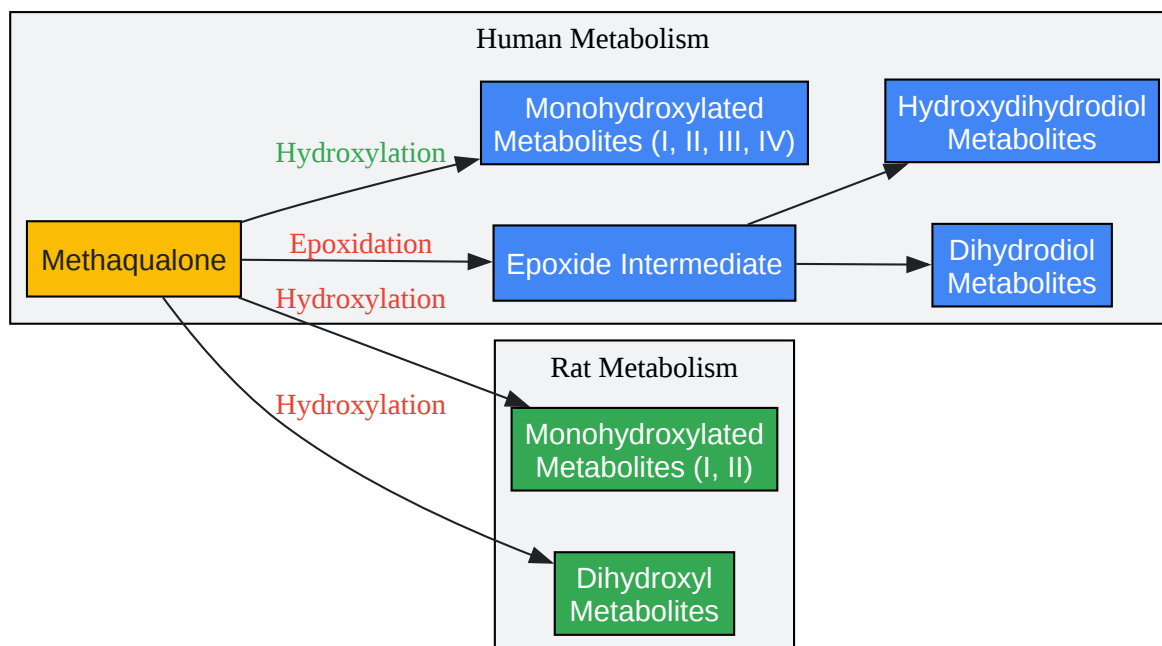 Human Metabolism
Monohydroxylated
Metabolites (I, II, III, IV)
Hydroxydihydrodiol
Metabolites
Hydroxylation
Methaqualone
Epoxidation
Epoxide Intermediate
Dihydrodiol
Metabolites
Hydroxylation
Rat Metabolism
Hydroxylation
Monohydroxylated
Metabolites (I, II)
Dihydroxyl
Metabolites